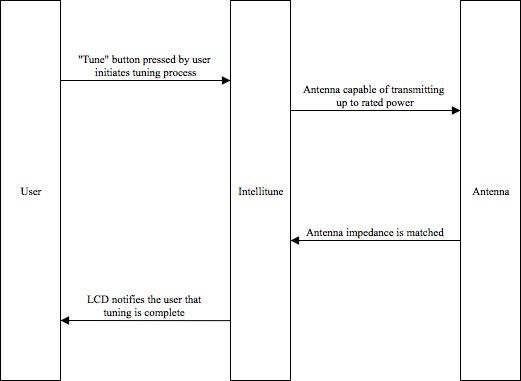 "Tune" button pressed by user
initiates tuning process
Antenna capable of transmitting
up to rated power
User
Intellitune
Antenna
Antenna impedance is matched
LCD notifies the user that
tuning is complete